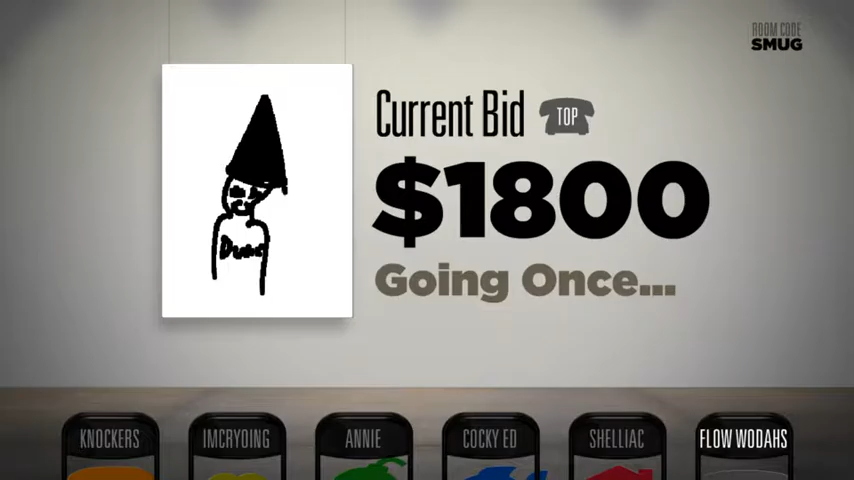 ROOM CODE
SMUG
Current Bid
TOP
$1800
Going Once...
KNOCKERS
IMCRYOING
ANNIE
COCKY ED
SHELLIAC
FLOW WODAHS